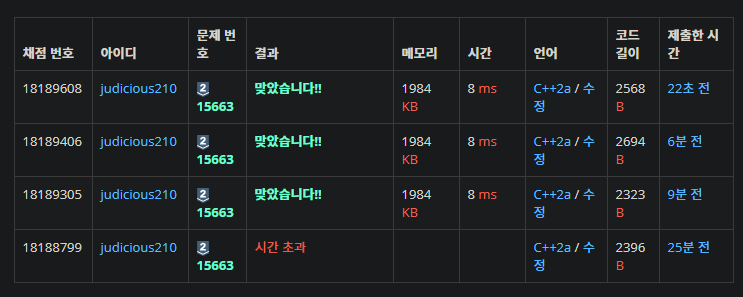 채점 번호 아이디 문제 번호 결과 메모리 시간 언어 코드 길이 제출한 시간
18189608 judicious210 2 15663 맞았습니다!! 1984 KB 8 ms C++2a / 수정 2568 B 22초 전
18189406 judicious210 2 15663 맞았습니다!! 1984 KB 8 ms C++2a / 수정 2694 B 6분 전
18189305 judicious210 2 15663 맞았습니다!! 1984 KB 8 ms C++2a / 수정 2323 B 9분 전
18188799 judicious210 2 15663 시간 초과 C++2a / 수정 2396 B 25분 전